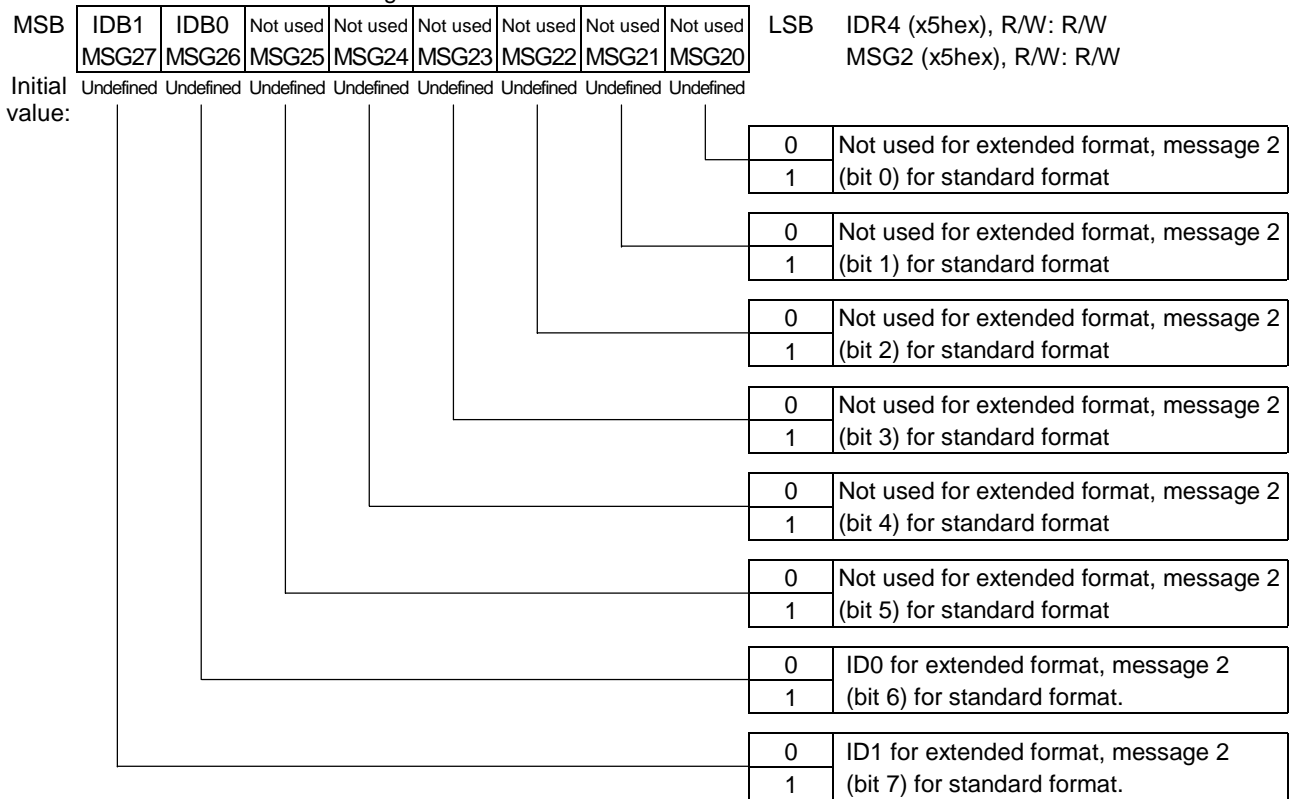 MSB IDB1 IDB0 Not used Not used Not used Not used Not used Not used LSB IDR4 (x5hex), R/W: R/W
MSG27 MSG26 MSG25 MSG24 MSG23 MSG22 MSG21 MSG20 MSG2 (x5hex), R/W: R/W
Initial value: Undefined Undefined Undefined Undefined Undefined Undefined Undefined Undefined
0 Not used for extended format, message 2
1 (bit 0) for standard format
0 Not used for extended format, message 2
1 (bit 1) for standard format
0 Not used for extended format, message 2
1 (bit 2) for standard format
0 Not used for extended format, message 2
1 (bit 3) for standard format
0 Not used for extended format, message 2
1 (bit 4) for standard format
0 Not used for extended format, message 2
1 (bit 5) for standard format
0 ID0 for extended format, message 2
1 (bit 6) for standard format.
0 ID1 for extended format, message 2
1 (bit 7) for standard format.